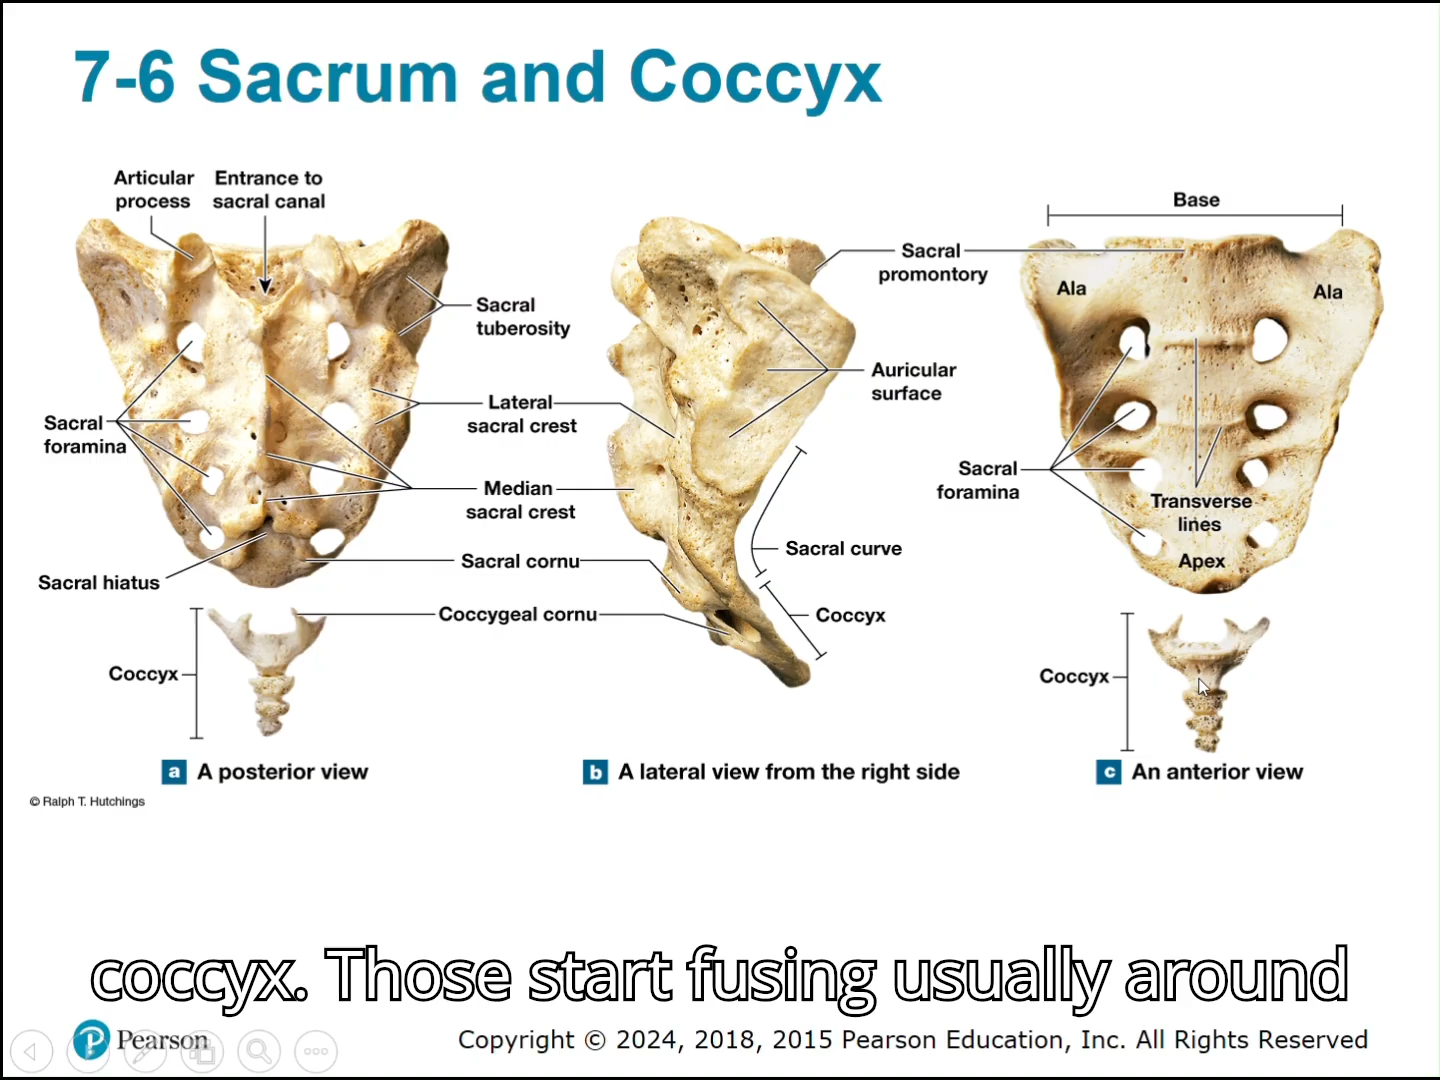 7-6 Sacrum and Coccyx
Articular
process
Entrance to
sacral canal
Sacral
tuberosity
Sacral
foramina
Lateral
sacral crest
Median
sacral crest
Sacral hiatus
Sacral cornu
Coccygeal cornu
Coccyx
a A posterior view
Sacral
promontory
Auricular
surface
Sacral curve
Coccyx
b A lateral view from the right side
Base
Ala
Ala
Sacral
foramina
Transverse
lines
Apex
Coccyx
c An anterior view
© Ralph T. Hutchings
coccyx. Those start fusing usually around
P Pearson
Copyright © 2024, 2018, 2015 Pearson Education, Inc. All Rights Reserved